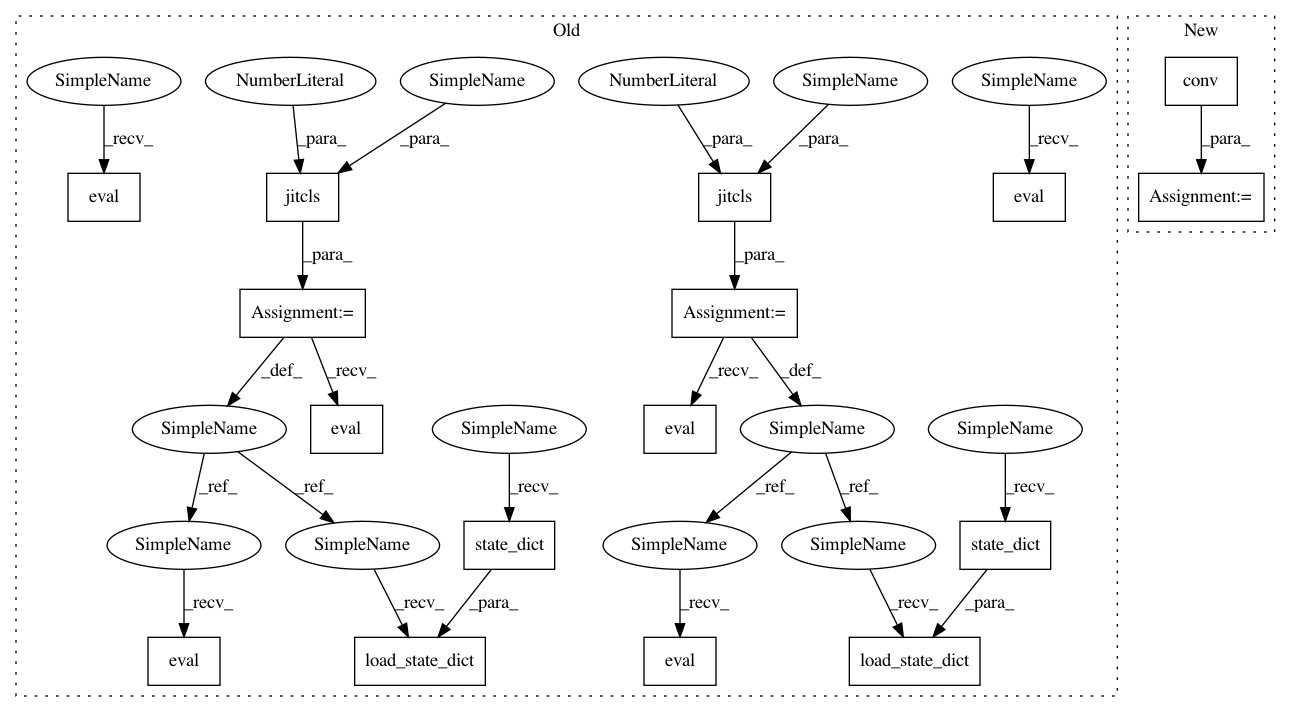 Old
New
SimpleName
NumberLiteral
SimpleName
NumberLiteral
SimpleName
SimpleName
conv
_recv_
_para_
_para_
_para_
_para_
_recv_
_para_
eval
jitcls
jitcls
eval
Assignment:=
_para_
_para_
Assignment:=
Assignment:=
_def_
_recv_
_recv_
_def_
SimpleName
eval
SimpleName
eval
SimpleName
SimpleName
_ref_
_ref_
_recv_
_ref_
_ref_
_recv_
SimpleName
SimpleName
state_dict
SimpleName
SimpleName
state_dict
_recv_
_recv_
_para_
_recv_
_recv_
_para_
eval
load_state_dict
eval
load_state_dict